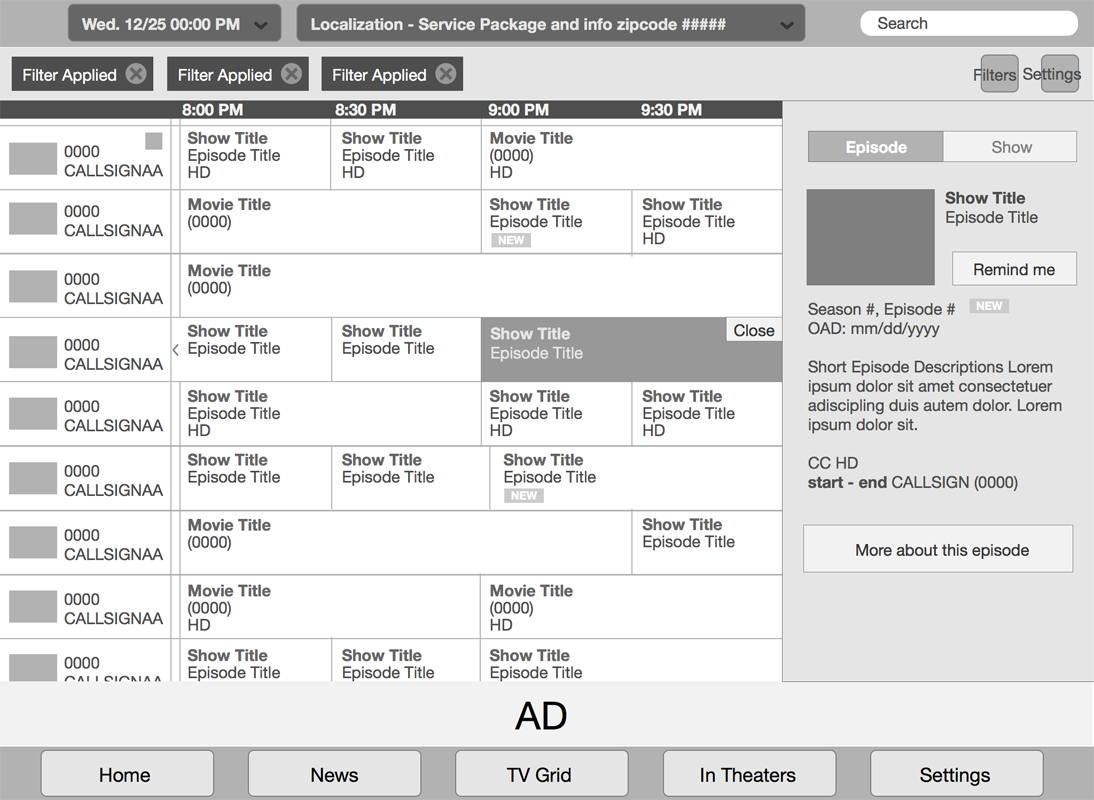 Wed. 12/25 00:00 PM
Localization - Service Package and info zipcode #####
Search
Filter Applied
Filter Applied
Filter Applied
Filters
Settings
8:00 PM 8:30 PM 9:00 PM 9:30 PM
0000
CALLSIGNAA
Show Title
Episode Title
HD
Show Title
Episode Title
HD
Movie Title
(0000)
HD
0000
CALLSIGNAA
Movie Title
(0000)
Show Title
Episode Title
NEW
Show Title
Episode Title
HD
0000
CALLSIGNAA
Movie Title
(0000)
0000
CALLSIGNAA
Show Title
Episode Title
Show Title
Episode Title
Show Title
Episode Title
Close
0000
CALLSIGNAA
Show Title
Episode Title
HD
Show Title
Episode Title
HD
Show Title
Episode Title
HD
0000
CALLSIGNAA
Show Title
Episode Title
Show Title
Episode Title
Show Title
Episode Title
NEW
0000
CALLSIGNAA
Movie Title
(0000)
Show Title
Episode Title
0000
CALLSIGNAA
Movie Title
(0000)
HD
Movie Title
(0000)
HD
0000
CALLSIGNAA
Show Title
Episode Title
Show Title
Episode Title
Show Title
Episode Title
Episode
Show
Show Title
Episode Title
Remind me
Season #, Episode # NEW
OAD: mm/dd/yyyy
Short Episode Descriptions Lorem
ipsum dolor sit amet consectetuer
adiscipling duis autem dolor. Lorem
ipsum dolor sit.
CC HD
start - end CALLSIGN (0000)
More about this episode
AD
Home
News
TV Grid
In Theaters
Settings